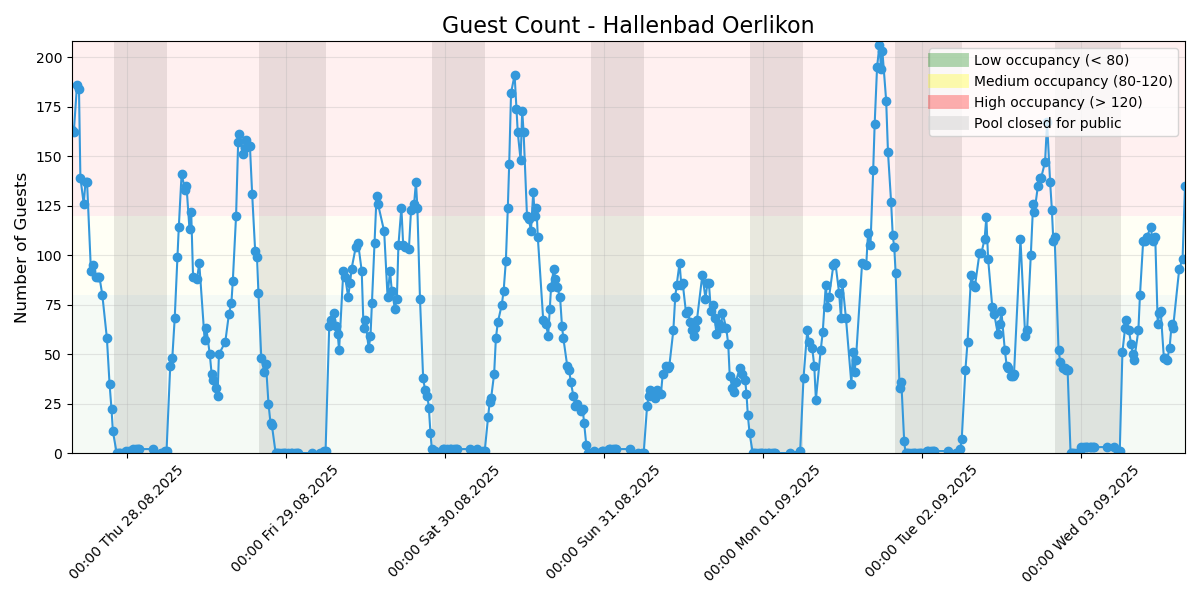 Guest Count - Hallenbad Oerlikon
Number of Guests
200
175
150
125
100
75
50
25
0
Low occupancy (< 80)
Medium occupancy (80-120)
High occupancy (> 120)
Pool closed for public
00:00 Thu 28.08.2025
00:00 Fri 29.08.2025
00:00 Sat 30.08.2025
00:00 Sun 31.08.2025
00:00 Mon 01.09.2025
00:00 Tue 02.09.2025
00:00 Wed 03.09.2025